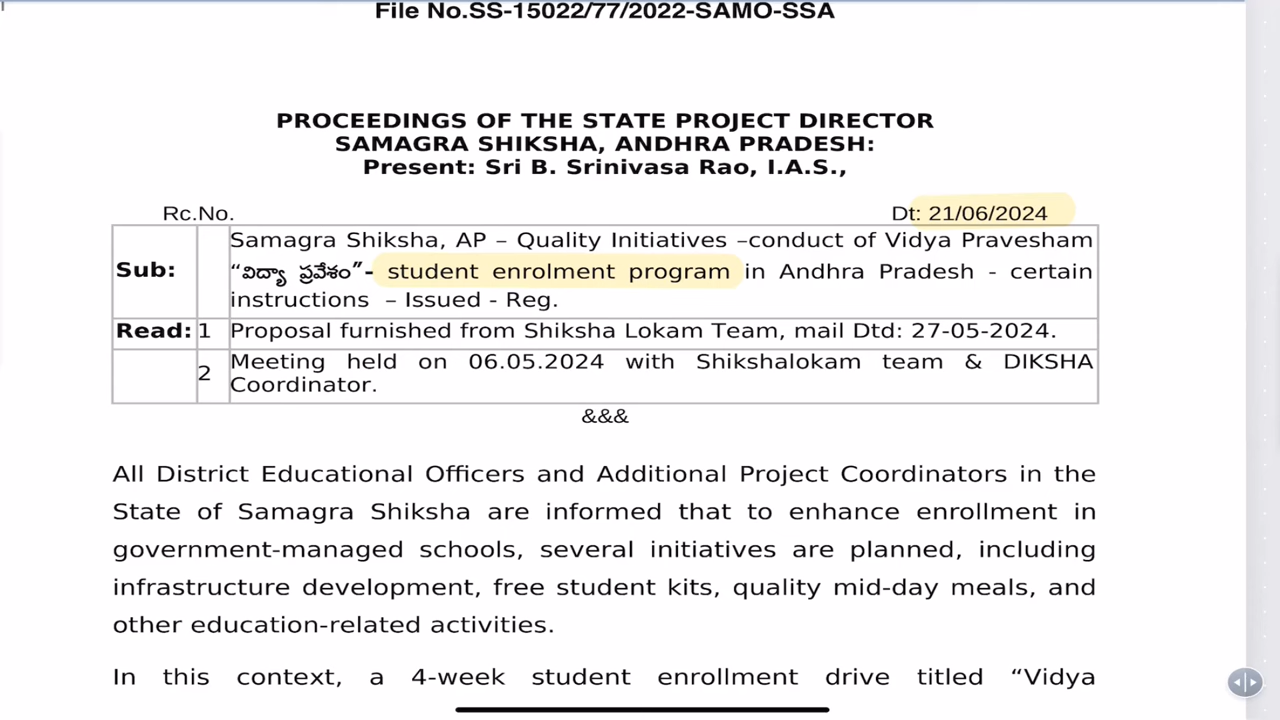 File No.SS-15022/77/2022-SAMO-SSA
PROCEEDINGS OF THE STATE PROJECT DIRECTOR
SAMAGRA SHIKSHA, ANDHRA PRADESH:
Present: Sri B. Srinivasa Rao, I.A.S.,
Rc.No. Dt: 21/06/2024
Sub: Samagra Shiksha, AP – Quality Initiatives –conduct of Vidya Pravesham
“విద్యా ప్రవేశం”- student enrolment program in Andhra Pradesh - certain
instructions – Issued - Reg.
Read: 1 Proposal furnished from Shiksha Lokam Team, mail Dtd: 27-05-2024.
2 Meeting held on 06.05.2024 with Shikshalokam team & DIKSHA
Coordinator.
&&&
All District Educational Officers and Additional Project Coordinators in the
State of Samagra Shiksha are informed that to enhance enrollment in
government-managed schools, several initiatives are planned, including
infrastructure development, free student kits, quality mid-day meals, and
other education-related activities.
In this context, a 4-week student enrollment drive titled “Vidya